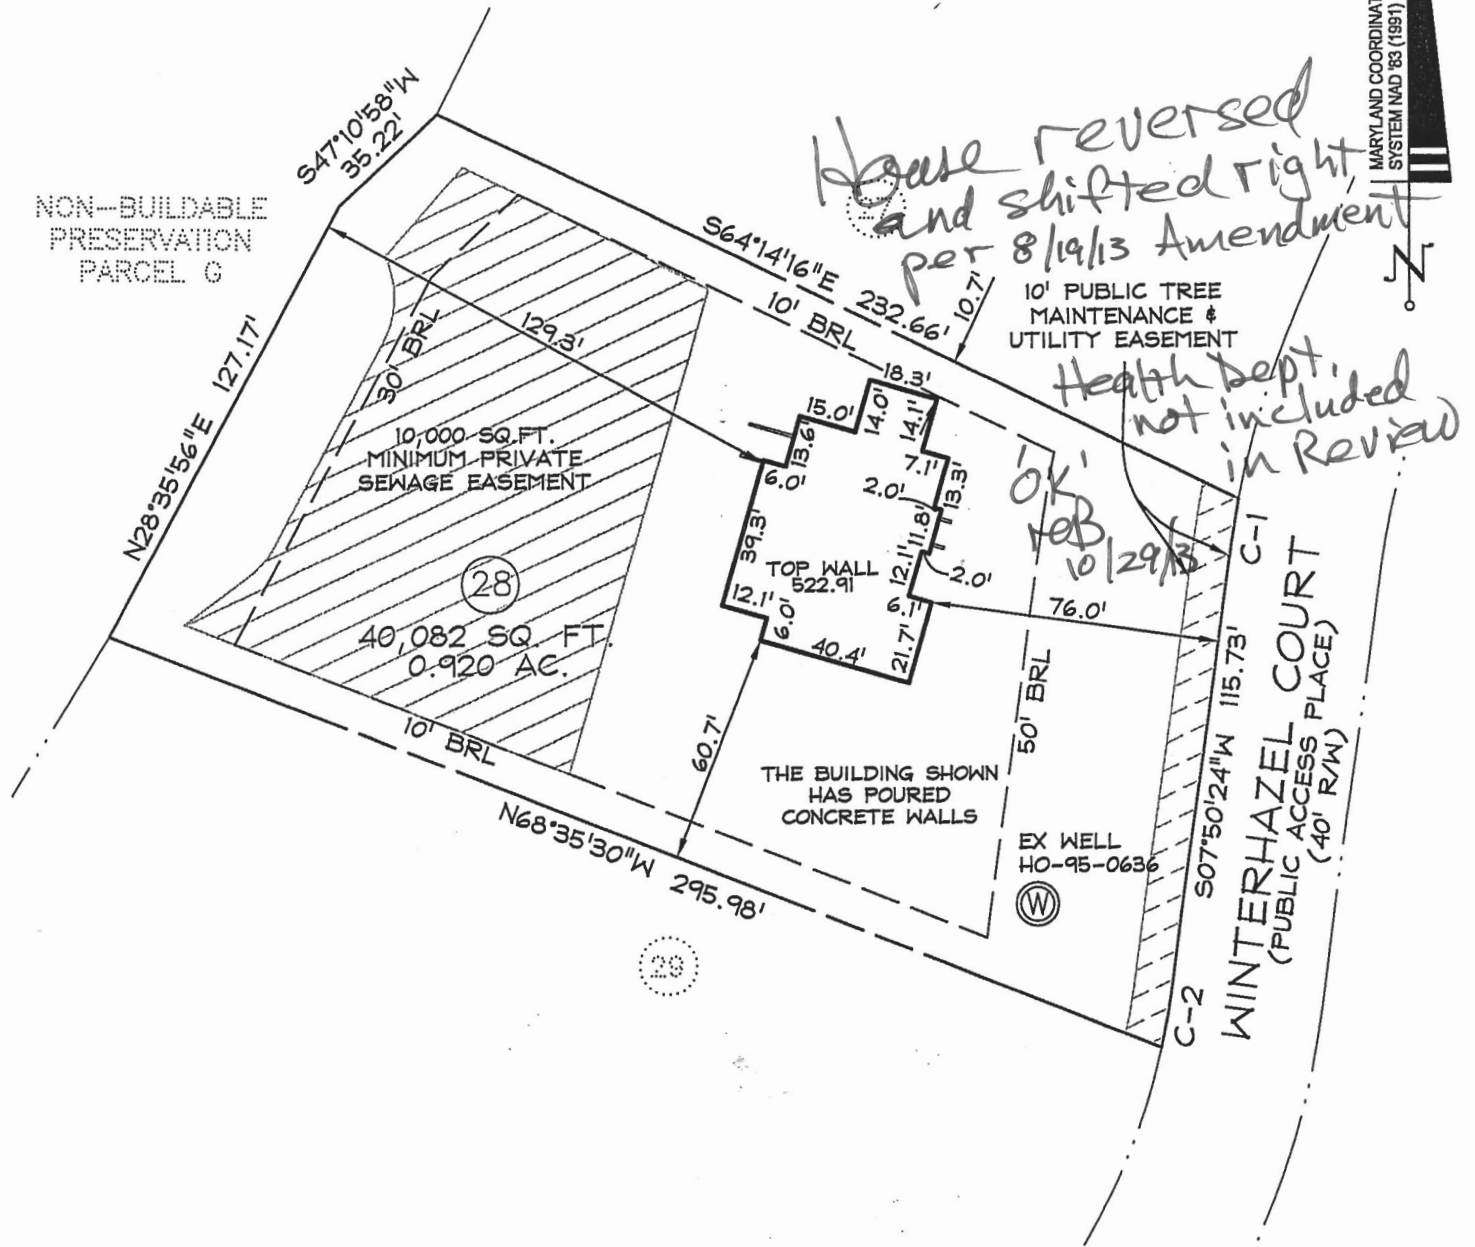 MARYLAND COORDINAT
SYSTEM NAD '83 (1991)
N
House reversed
and shifted right
per 8/19/13 Amendment
S47°10'58"W
35.22'
NON-BUILDABLE
PRESERVATION
PARCEL G
S64°14'16"E 232.66'
10' BRL
10.7'
10' PUBLIC TREE
MAINTENANCE &
UTILITY EASEMENT
Health Dept.
not included
in Review
129.3'
30' BRL
N28°35'56"E 127.17'
10,000 SQ.FT.
MINIMUM PRIVATE
SEWAGE EASEMENT
18.3'
15.0'
14.0'
14.1'
13.6'
6.0'
7.1'
13.3'
2.0'
11.8'
39.3'
12.1'
2.0'
TOP WALL
522.91
12.1'
6.0'
6.1'
40.4'
21.7'
'OK'
10/29/13
76.0'
28
40,082 SQ. FT.
0.920 AC.
10' BRL
60.7'
50' BRL
THE BUILDING SHOWN
HAS POURED
CONCRETE WALLS
EX WELL
HO-95-0636
W
N68°35'30"W 295.98'
29
C-1
S07°50'24"W 115.73'
C-2
WINTERHAZEL COURT
(PUBLIC ACCESS PLACE)
(40' R/W)